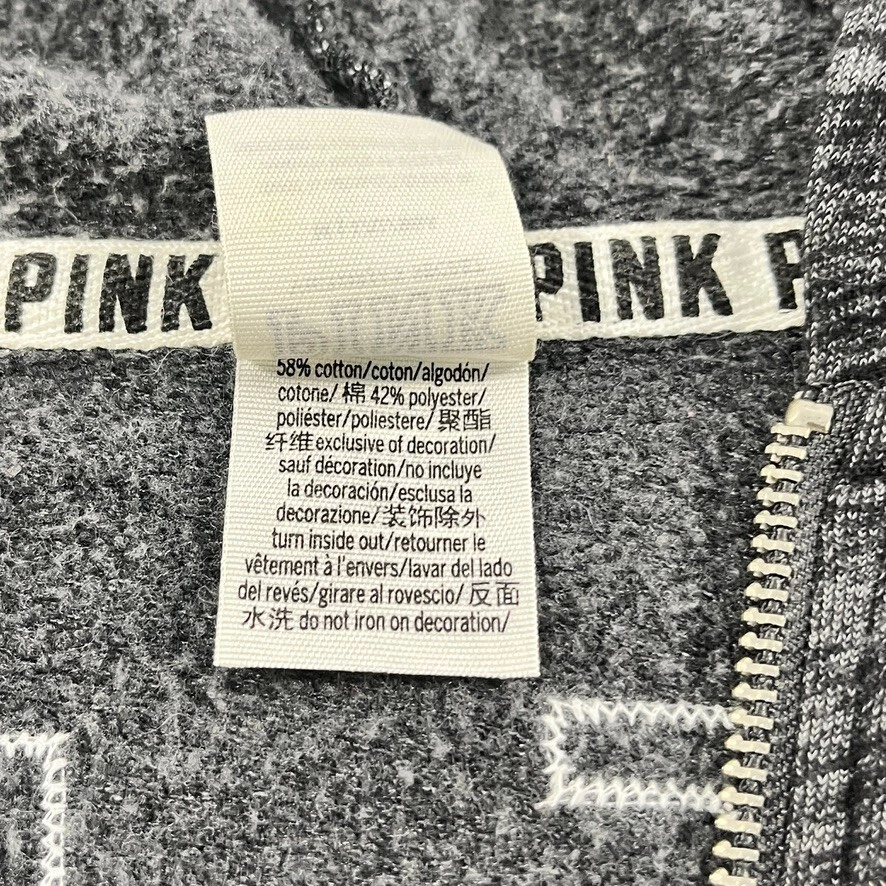 PINK PINK P
58% cotton/coton/algodón/
cotone/ 棉 42% polyester/
poliéster/poliestere/ 聚酯
纤维 exclusive of decoration/
sauf décoration/no incluye
la decoración/esclusa la
decorazione/装饰除外
turn inside out/retourner le
vêtement à l'envers/lavar del lado
del revés/girare al rovescio/ 反面
水洗 do not iron on decoration/